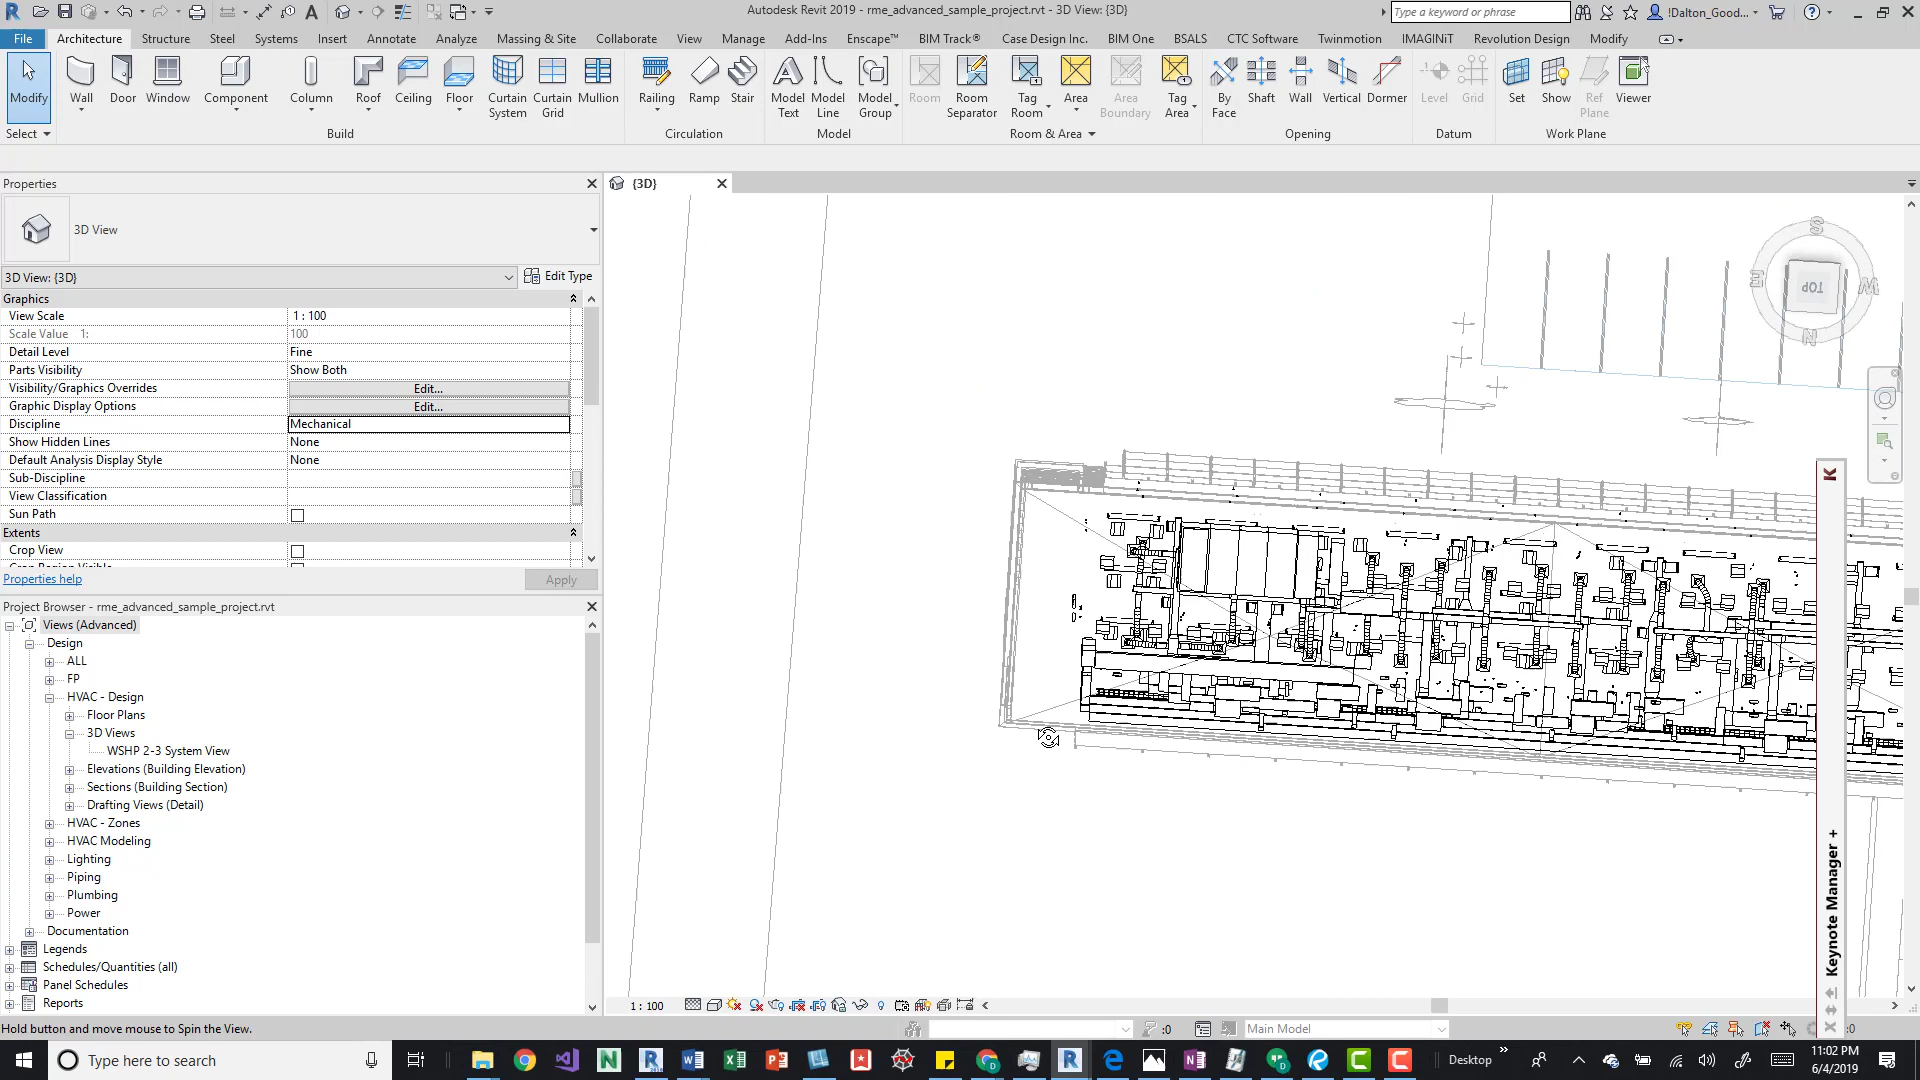 Autodesk Revit 2019 - rme_advanced_sample_project.rvt - 3D View: {3D}
Type a keyword or phrase
!Dalton_Good...
File Architecture Structure Steel Systems Insert Annotate Analyze Massing & Site Collaborate View Manage Add-Ins Enscape™ BIM Track® Case Design Inc. BIM One BSALS CTC Software Twinmotion IMAGINiT Revolution Design Modify
Modify Wall Door Window Component Column Roof Ceiling Floor Curtain System Curtain Grid Mullion Railing Ramp Stair Model Text Model Line Model Group Room Room Separator Tag Room Area Area Boundary Tag Area By Face Shaft Wall Vertical Dormer Level Grid Set Show Ref Plane Viewer
Select Build Circulation Model Room & Area Opening Datum Work Plane
Properties
{3D}
3D View
3D View: {3D}
Edit Type
Graphics
View Scale 1 : 100
Scale Value 1: 100
Detail Level Fine
Parts Visibility Show Both
Visibility/Graphics Overrides Edit...
Graphic Display Options Edit...
Discipline Mechanical
Show Hidden Lines None
Default Analysis Display Style None
Sub-Discipline
View Classification
Sun Path
Extents
Crop View
Crop Region Visible
Properties help
Apply
Project Browser - rme_advanced_sample_project.rvt
Views (Advanced)
Design
ALL
FP
HVAC - Design
Floor Plans
3D Views
WSHP 2-3 System View
Elevations (Building Elevation)
Sections (Building Section)
Drafting Views (Detail)
HVAC - Zones
HVAC Modeling
Lighting
Piping
Plumbing
Power
Documentation
Legends
Schedules/Quantities (all)
Panel Schedules
Reports
S
E
TOP
W
N
K
Keynote Manager +
1 : 100
Hold button and move mouse to Spin the View.
:0
Main Model
:0
Type here to search
Desktop
11:02 PM
6/4/2019